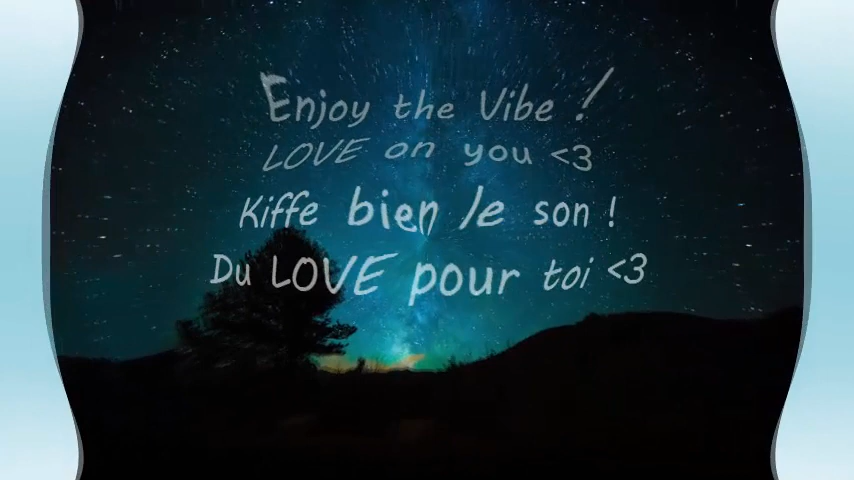 Enjoy the Vibe !
LOVE on you <3
Kiffe bien le son !
Du LOVE pour toi <3